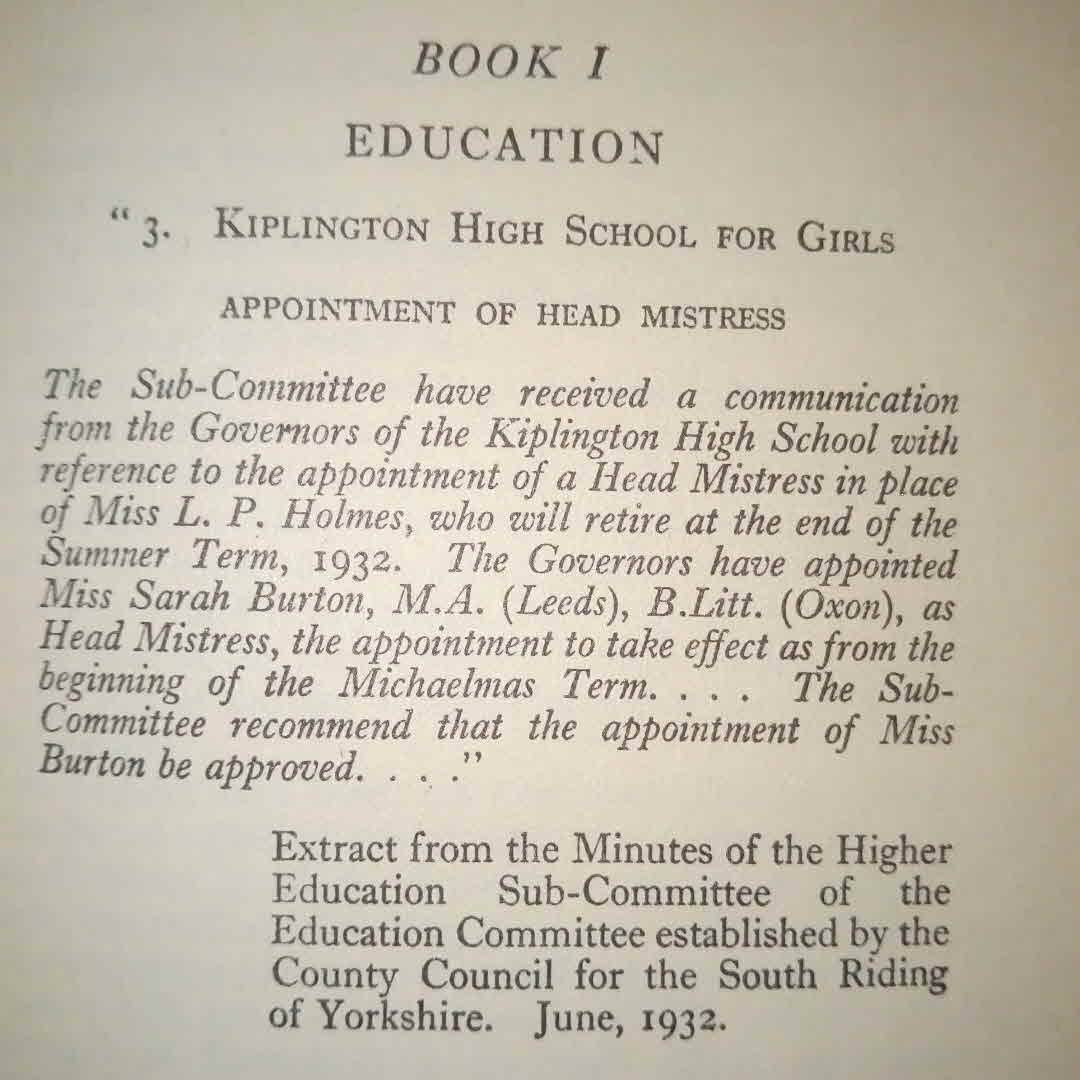 BOOK I
EDUCATION
“ 3. KIPLINGTON HIGH SCHOOL FOR GIRLS
APPOINTMENT OF HEAD MISTRESS
The Sub-Committee have received a communication
from the Governors of the Kiplington High School with
reference to the appointment of a Head Mistress in place
of Miss L. P. Holmes, who will retire at the end of the
Summer Term, 1932. The Governors have appointed
Miss Sarah Burton, M.A. (Leeds), B.Litt. (Oxon), as
Head Mistress, the appointment to take effect as from the
beginning of the Michaelmas Term. . . . The Sub-
Committee recommend that the appointment of Miss
Burton be approved. . . .”
Extract from the Minutes of the Higher
Education Sub-Committee of the
Education Committee established by the
County Council for the South Riding
of Yorkshire. June, 1932.